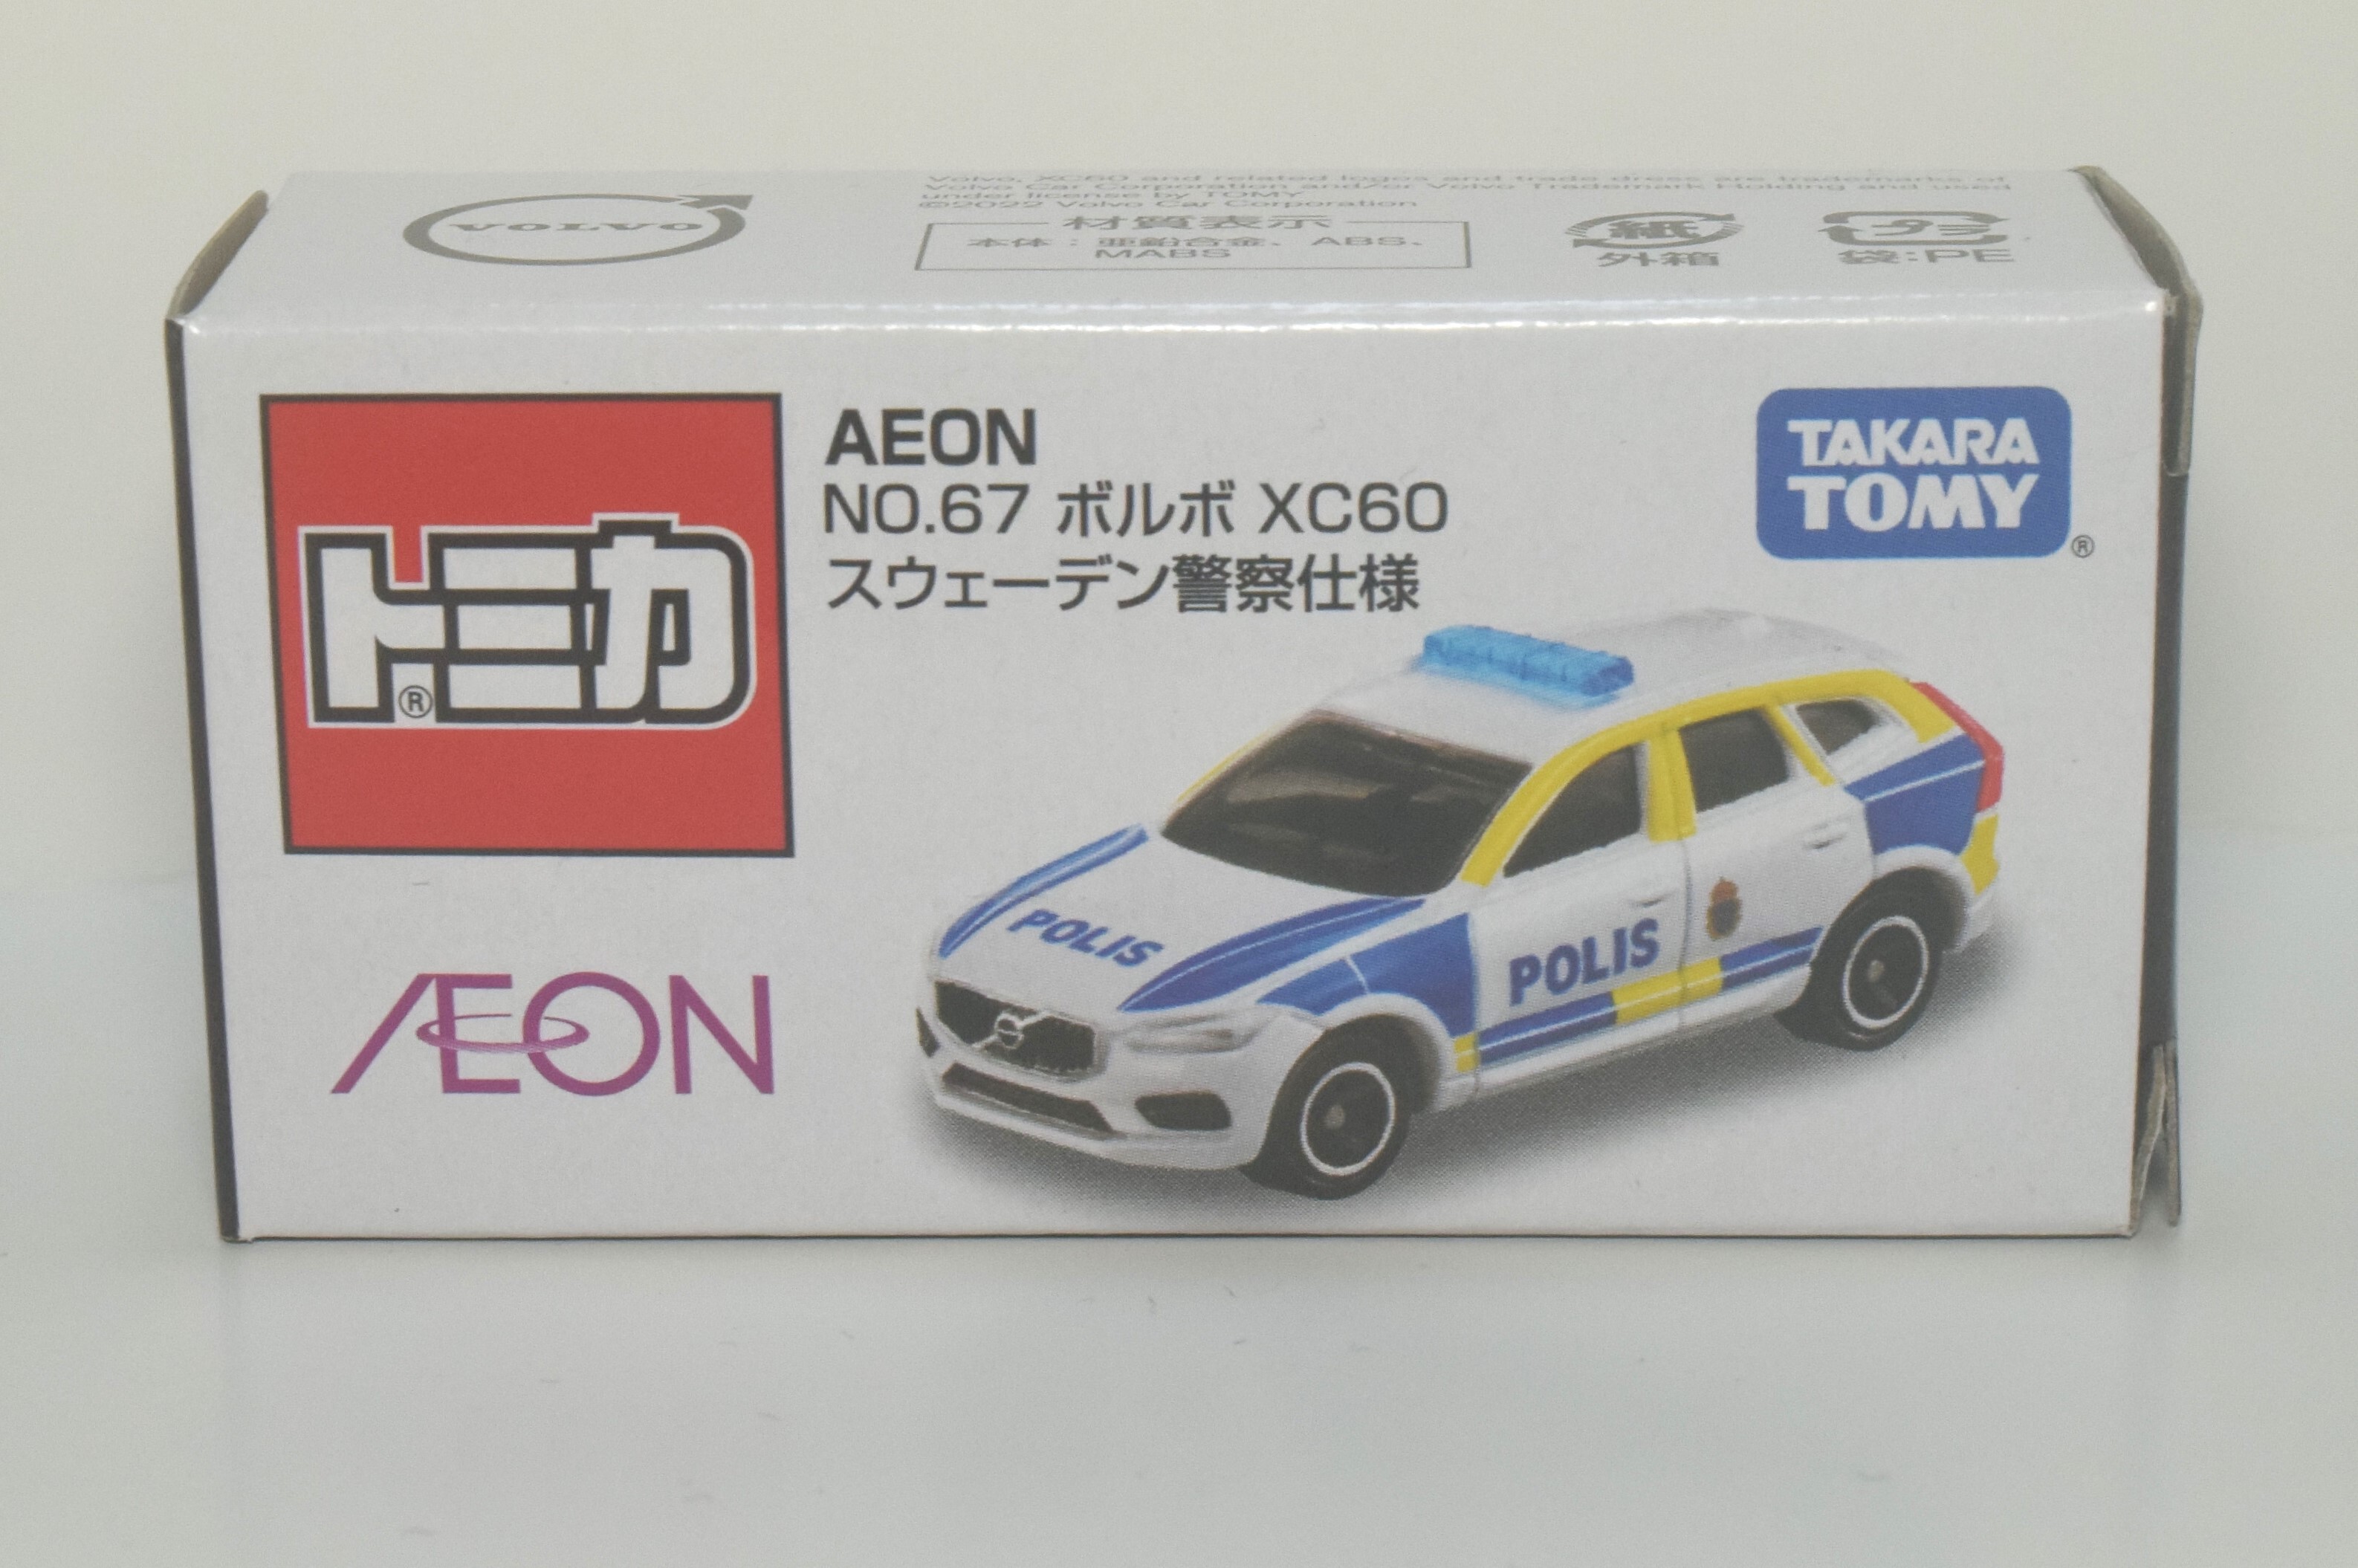 VOLVO
Volvo, XC60 and related logos and trade dress are trademarks of
Volvo Car Corporation and/or Volvo Trademark Holding and used
under license by TOMY
©2022 Volvo Car Corporation
材質表示
本体：亜鉛合金、ABS、
MABS
紙
外箱
プラ
袋:PE
トミカ®
AEON
NO.67 ボルボ XC60
スウェーデン警察仕様
TAKARA
TOMY®
AEON
POLIS
POLIS